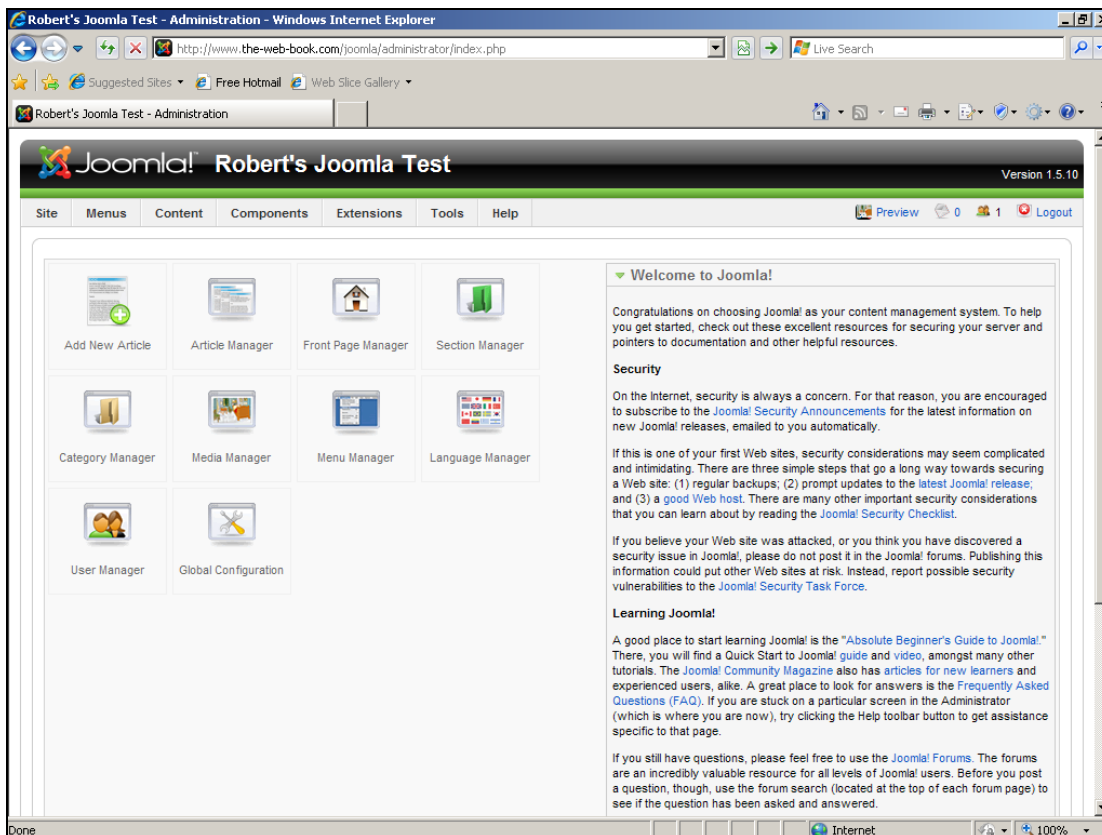 Robert's Joomla Test - Administration - Windows Internet Explorer
http://www.the-web-book.com/joomla/administrator/index.php
Live Search
Suggested Sites
Free Hotmail
Web Slice Gallery
Robert's Joomla Test - Administration
Joomla!™ Robert's Joomla Test
Version 1.5.10
Site Menus Content Components Extensions Tools Help
Preview 0 1 Logout
Add New Article
Article Manager
Front Page Manager
Section Manager
Category Manager
Media Manager
Menu Manager
Language Manager
User Manager
Global Configuration
Welcome to Joomla!
Congratulations on choosing Joomla! as your content management system. To help
you get started, check out these excellent resources for securing your server and
pointers to documentation and other helpful resources.
Security
On the Internet, security is always a concern. For that reason, you are encouraged
to subscribe to the Joomla! Security Announcements for the latest information on
new Joomla! releases, emailed to you automatically.
If this is one of your first Web sites, security considerations may seem complicated
and intimidating. There are three simple steps that go a long way towards securing
a Web site: (1) regular backups; (2) prompt updates to the latest Joomla! release;
and (3) a good Web host. There are many other important security considerations
that you can learn about by reading the Joomla! Security Checklist.
If you believe your Web site was attacked, or you think you have discovered a
security issue in Joomla!, please do not post it in the Joomla! forums. Publishing this
information could put other Web sites at risk. Instead, report possible security
vulnerabilities to the Joomla! Security Task Force.
Learning Joomla!
A good place to start learning Joomla! is the "Absolute Beginner's Guide to Joomla!."
There, you will find a Quick Start to Joomla! guide and video, amongst many other
tutorials. The Joomla! Community Magazine also has articles for new learners and
experienced users, alike. A great place to look for answers is the Frequently Asked
Questions (FAQ). If you are stuck on a particular screen in the Administrator
(which is where you are now), try clicking the Help toolbar button to get assistance
specific to that page.
If you still have questions, please feel free to use the Joomla! Forums. The forums
are an incredibly valuable resource for all levels of Joomla! users. Before you post
a question, though, use the forum search (located at the top of each forum page) to
see if the question has been asked and answered.
Done
Internet
100%